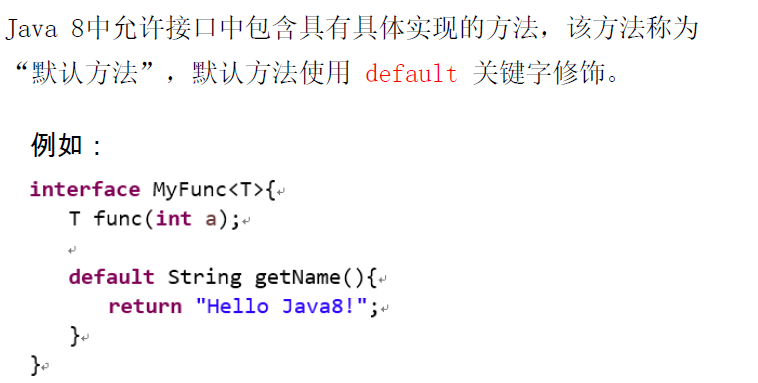 Java 8中允许接口中包含具有具体实现的方法，该方法称为
“默认方法”，默认方法使用 default 关键字修饰。
例如：
interface MyFunc<T>{↵
T func(int a);↵
↵
default String getName(){↵
return "Hello Java8!";↵
}↵
}↵